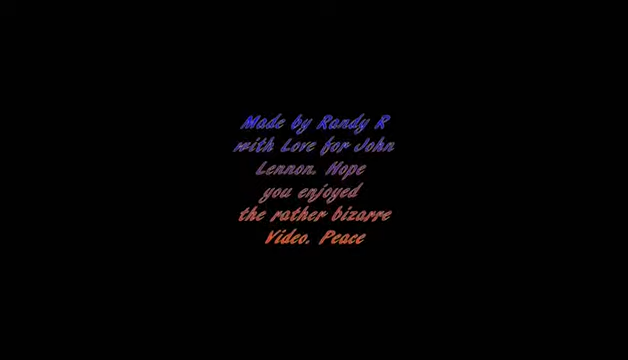 Made by Randy R
with Love for John
Lennon. Hope
you enjoyed
the rather bizarre
Video. Peace